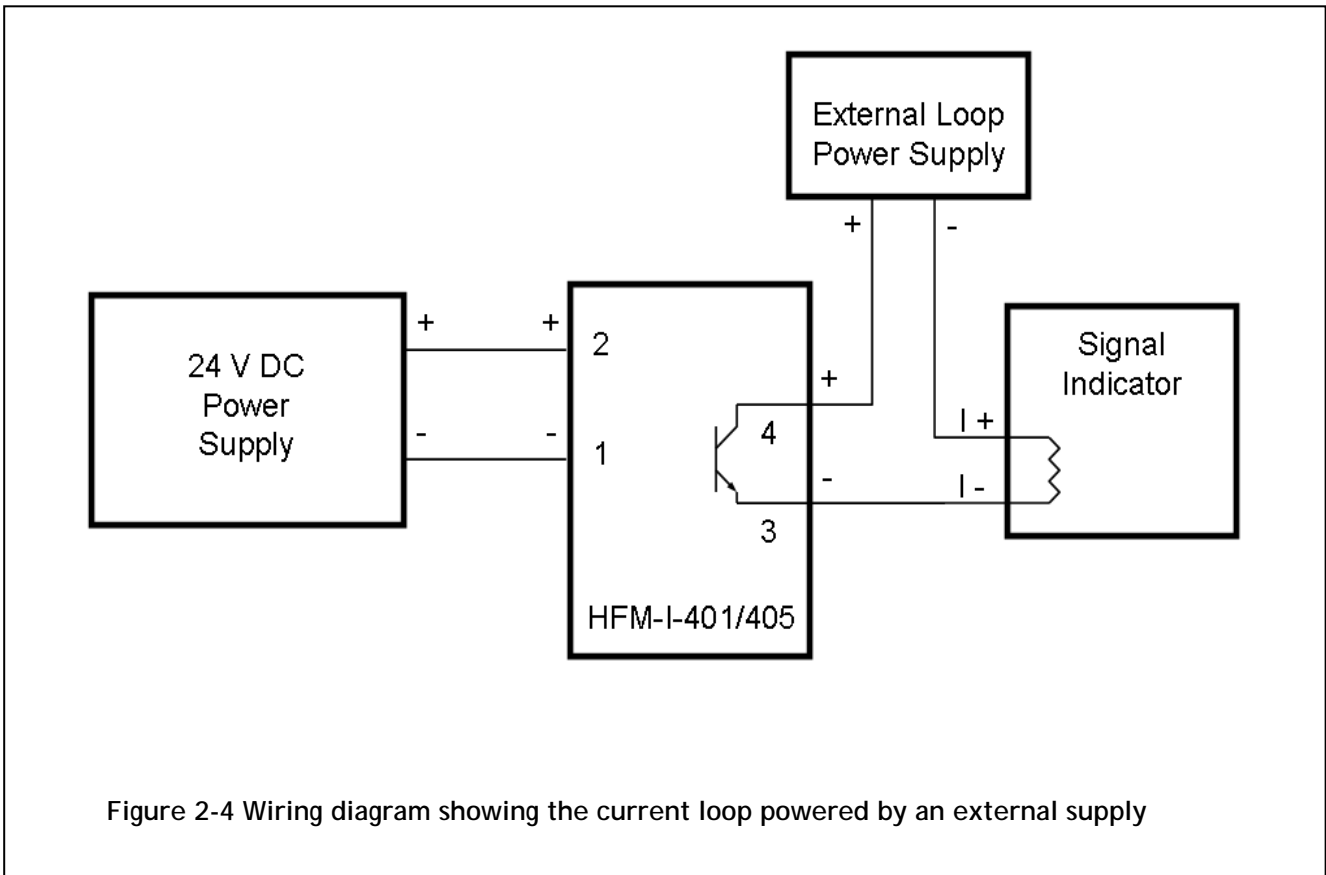 External Loop
Power Supply
+ -
24 V DC
Power
Supply
+ +
- -
2
1
4
3
+
-
HFM-I-401/405
Signal
Indicator
I +
I -
Figure 2-4 Wiring diagram showing the current loop powered by an external supply